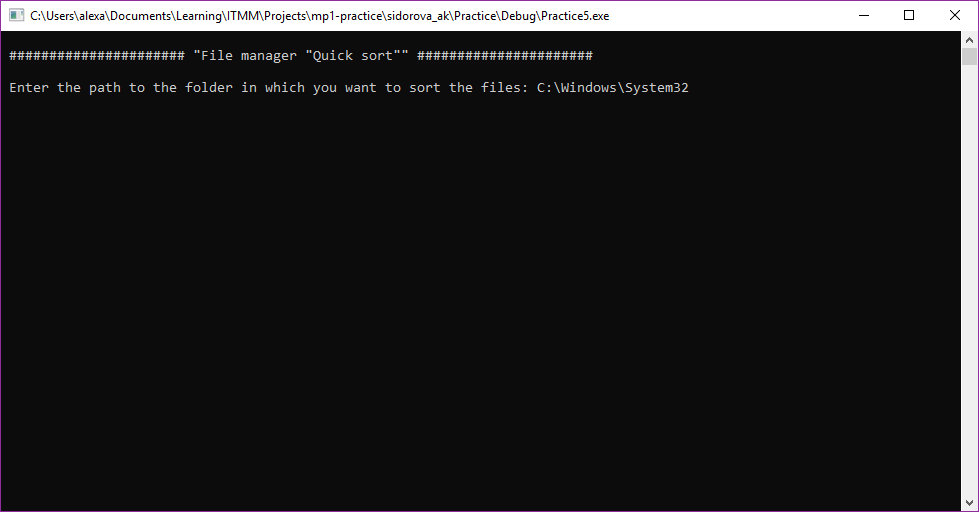 C:\Users\alexa\Documents\Learning\ITMM\Projects\mp1-practice\sidorova_ak\Practice\Debug\Practice5.exe
###################### "File manager "Quick sort"" ######################
Enter the path to the folder in which you want to sort the files: C:\Windows\System32